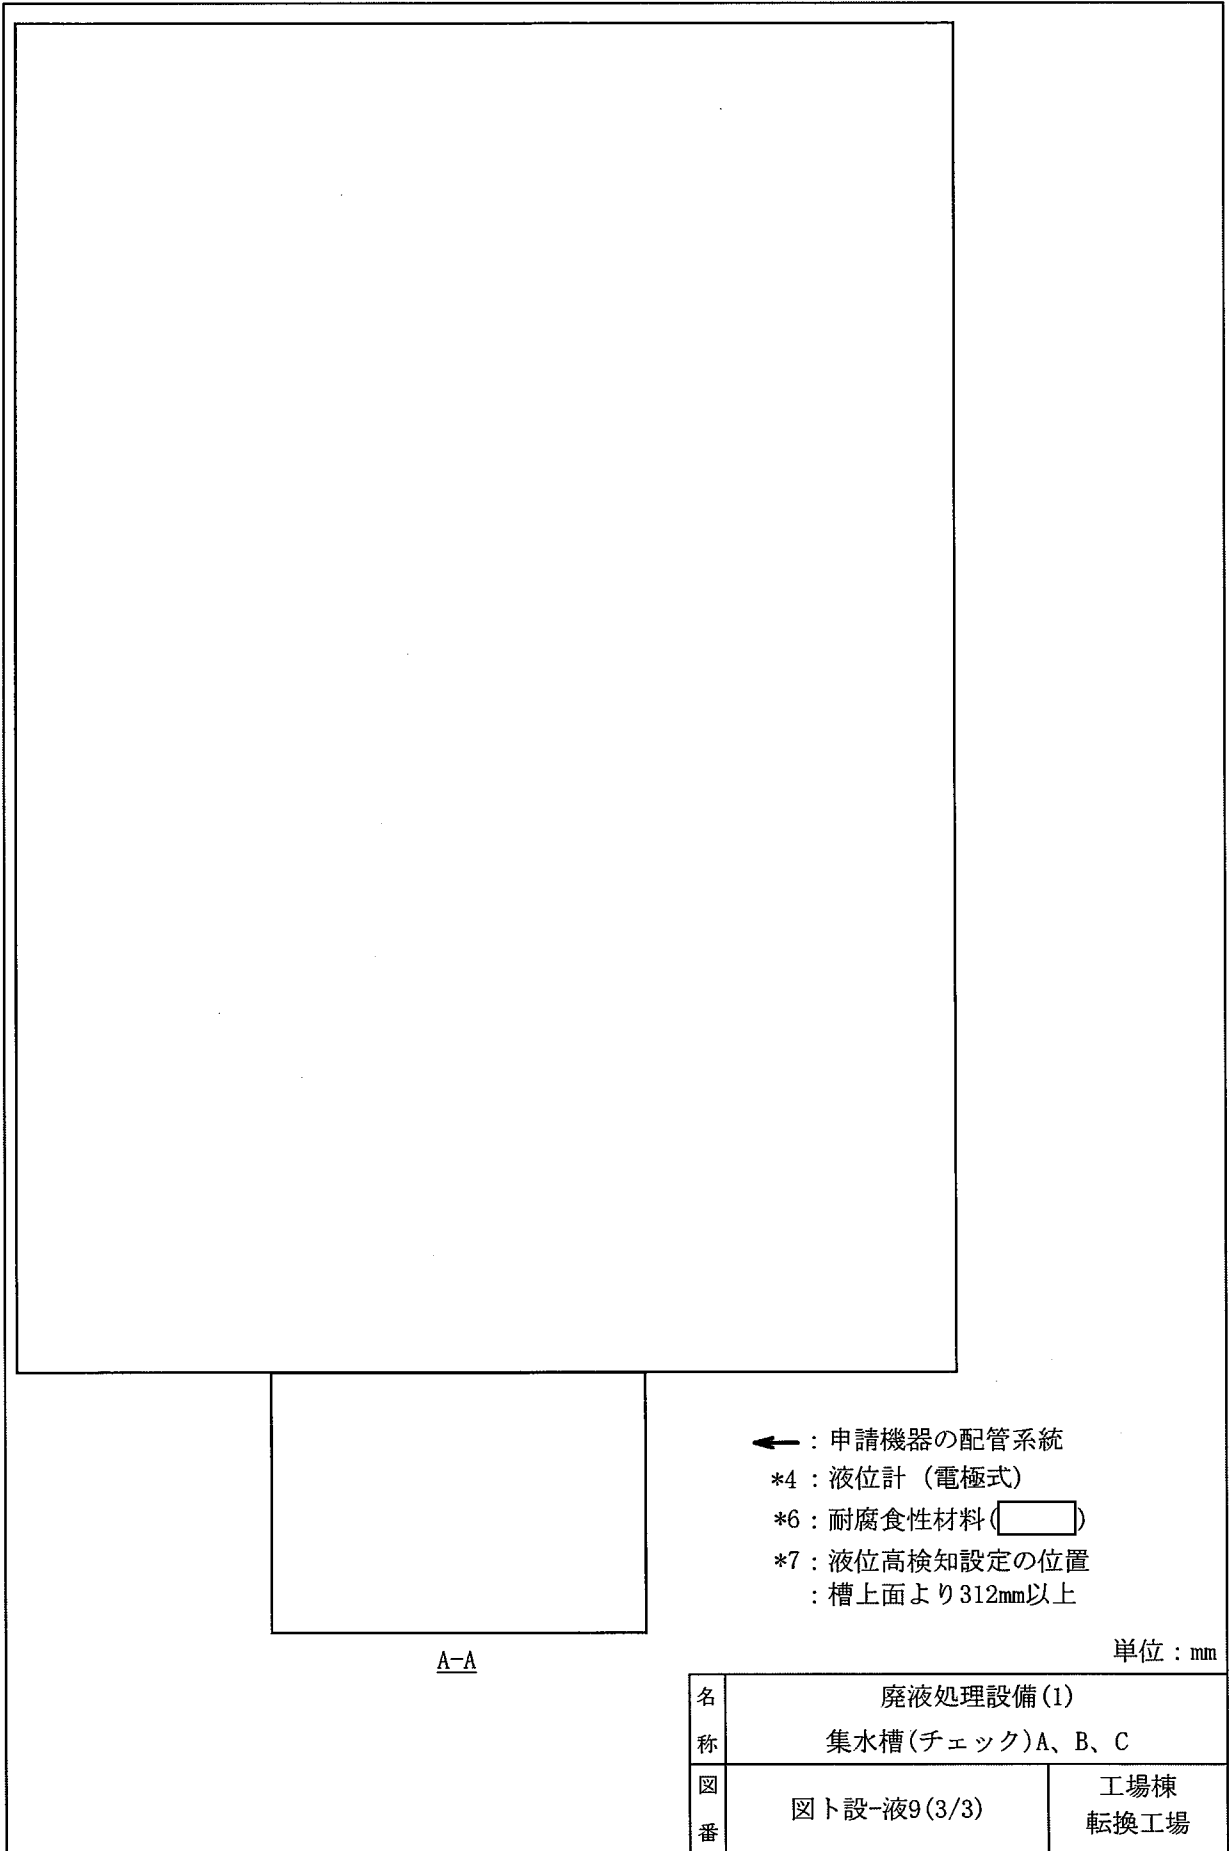 ←：申請機器の配管系統
*4：液位計（電極式）
*6：耐腐食性材料(　　　)
*7：液位高検知設定の位置
：槽上面より312mm以上
A-A
単位：mm
名称
廃液処理設備(1)
集水槽(チェック)A、B、C
図番
図ト設-液9(3/3)
工場棟
転換工場